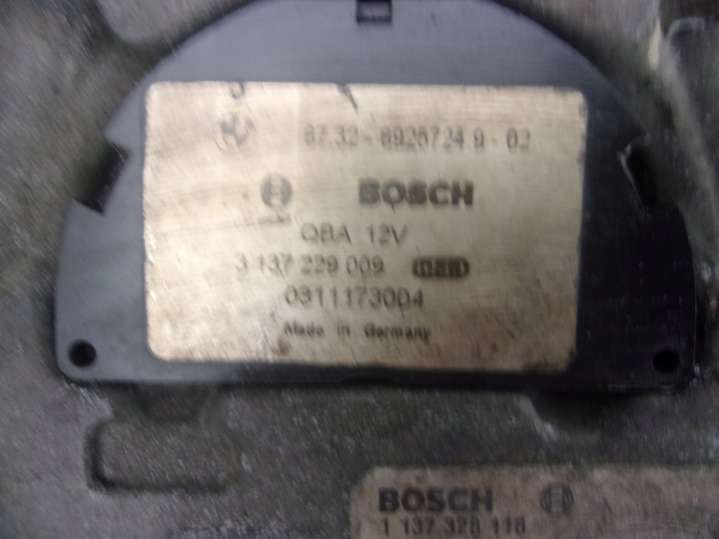 67.32-6926724.9-02
BOSCH
QBA 12V
3 137 229 009
0311173004
Made in Germany
BOSCH
1 137 328 118